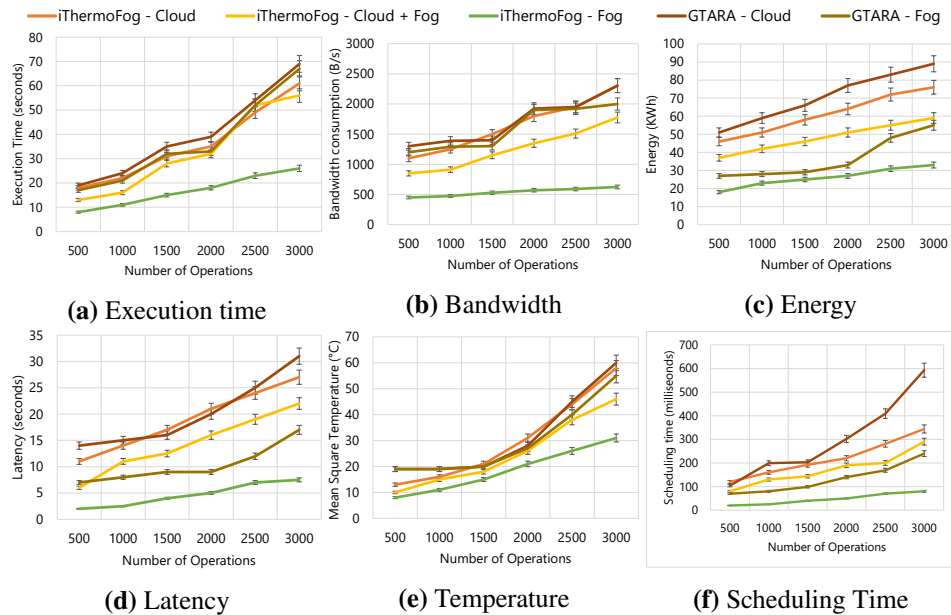 iThermoFog - Cloud iThermoFog - Cloud + Fog iThermoFog - Fog GTARA - Cloud GTARA - Fog
Execution Time (seconds)
80
70
60
50
40
30
20
10
0
500 1000 1500 2000 2500 3000
Number of Operations
(a) Execution time
Bandwidth consumption (B/s)
3000
2500
2000
1500
1000
500
0
500 1000 1500 2000 2500 3000
Number of Operations
(b) Bandwidth
Energy (KWh)
100
90
80
70
60
50
40
30
20
10
0
500 1000 1500 2000 2500 3000
Number of Operations
(c) Energy
Latency (seconds)
35
30
25
20
15
10
5
0
500 1000 1500 2000 2500 3000
Number of Operations
(d) Latency
Mean Square Temperature (°C)
70
60
50
40
30
20
10
0
500 1000 1500 2000 2500 3000
Number of Operations
(e) Temperature
Scheduling time (milliseonds)
700
600
500
400
300
200
100
0
500 1000 1500 2000 2500 3000
Number of Operations
(f) Scheduling Time